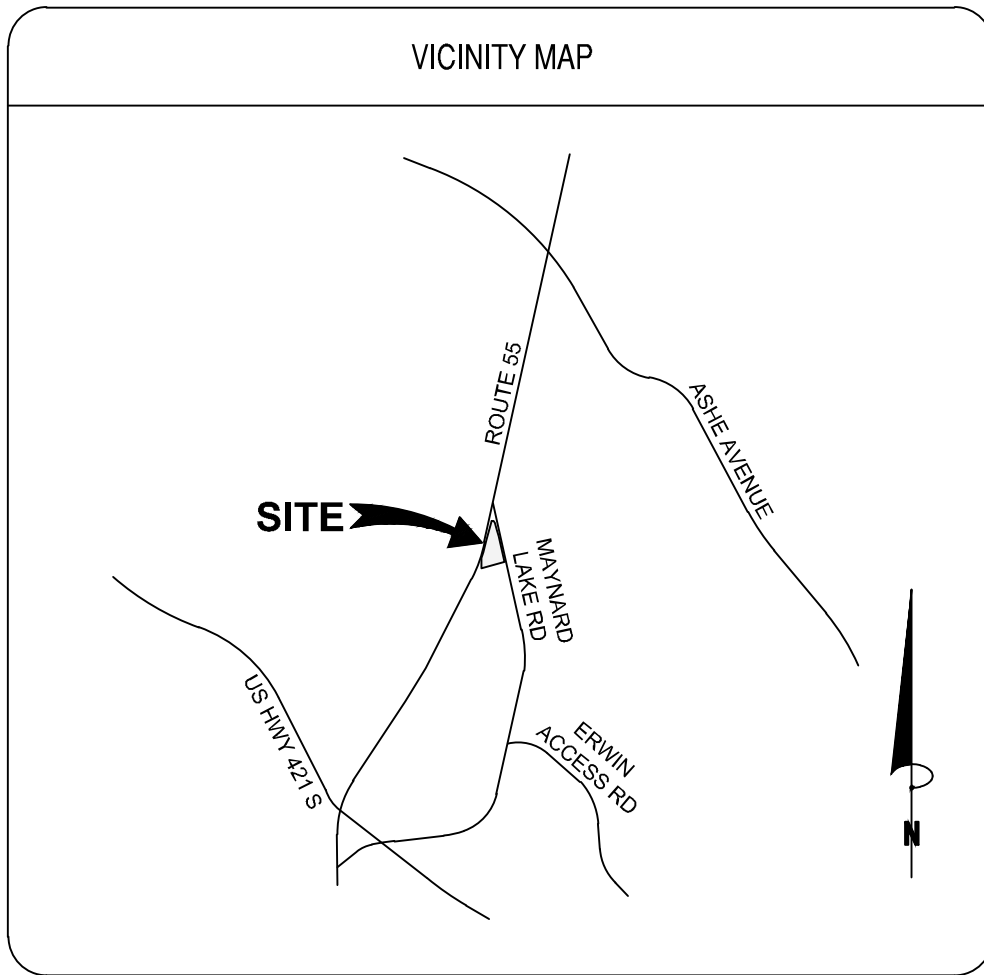 VICINITY MAP
ROUTE 55
ASHE AVENUE
SITE
MAYNARD
LAKE RD
US HWY 421 S
ERWIN
ACCESS RD
N